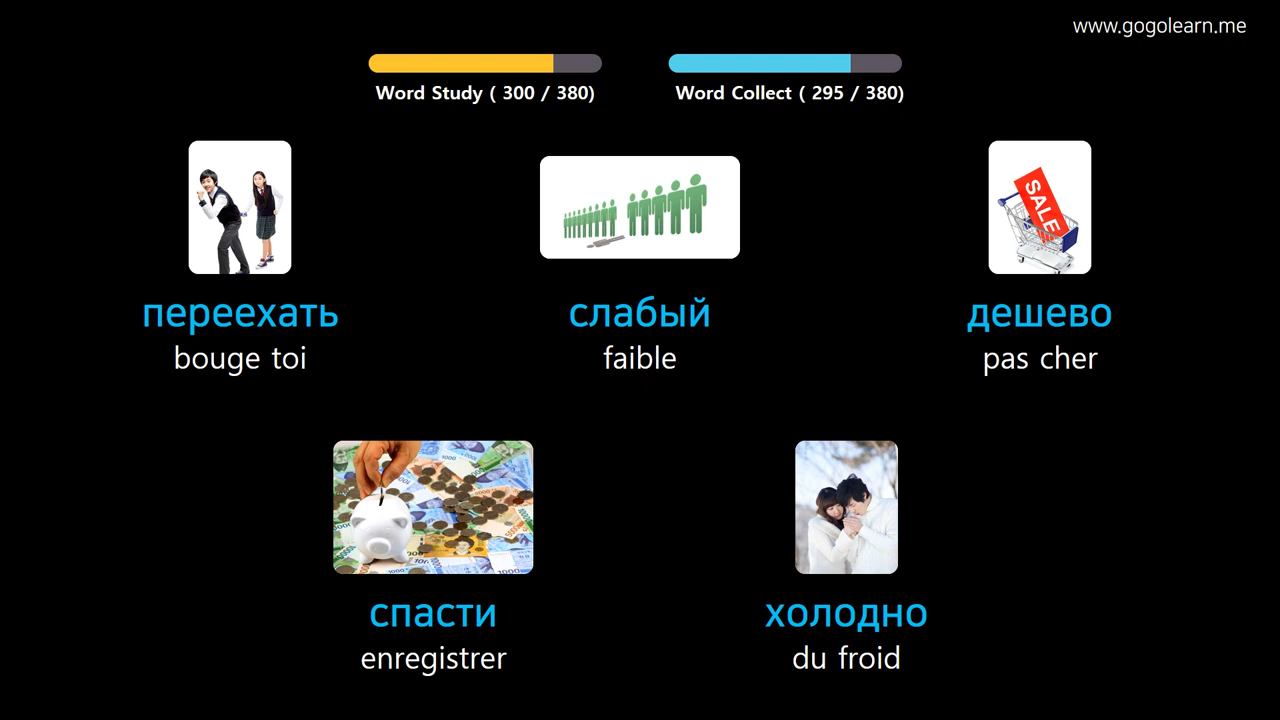 www.gogolearn.me
Word Study ( 300 / 380)
Word Collect ( 295 / 380)
SALE
переехать
bouge toi
слабый
faible
дешево
pas cher
спасти
enregistrer
холодно
du froid